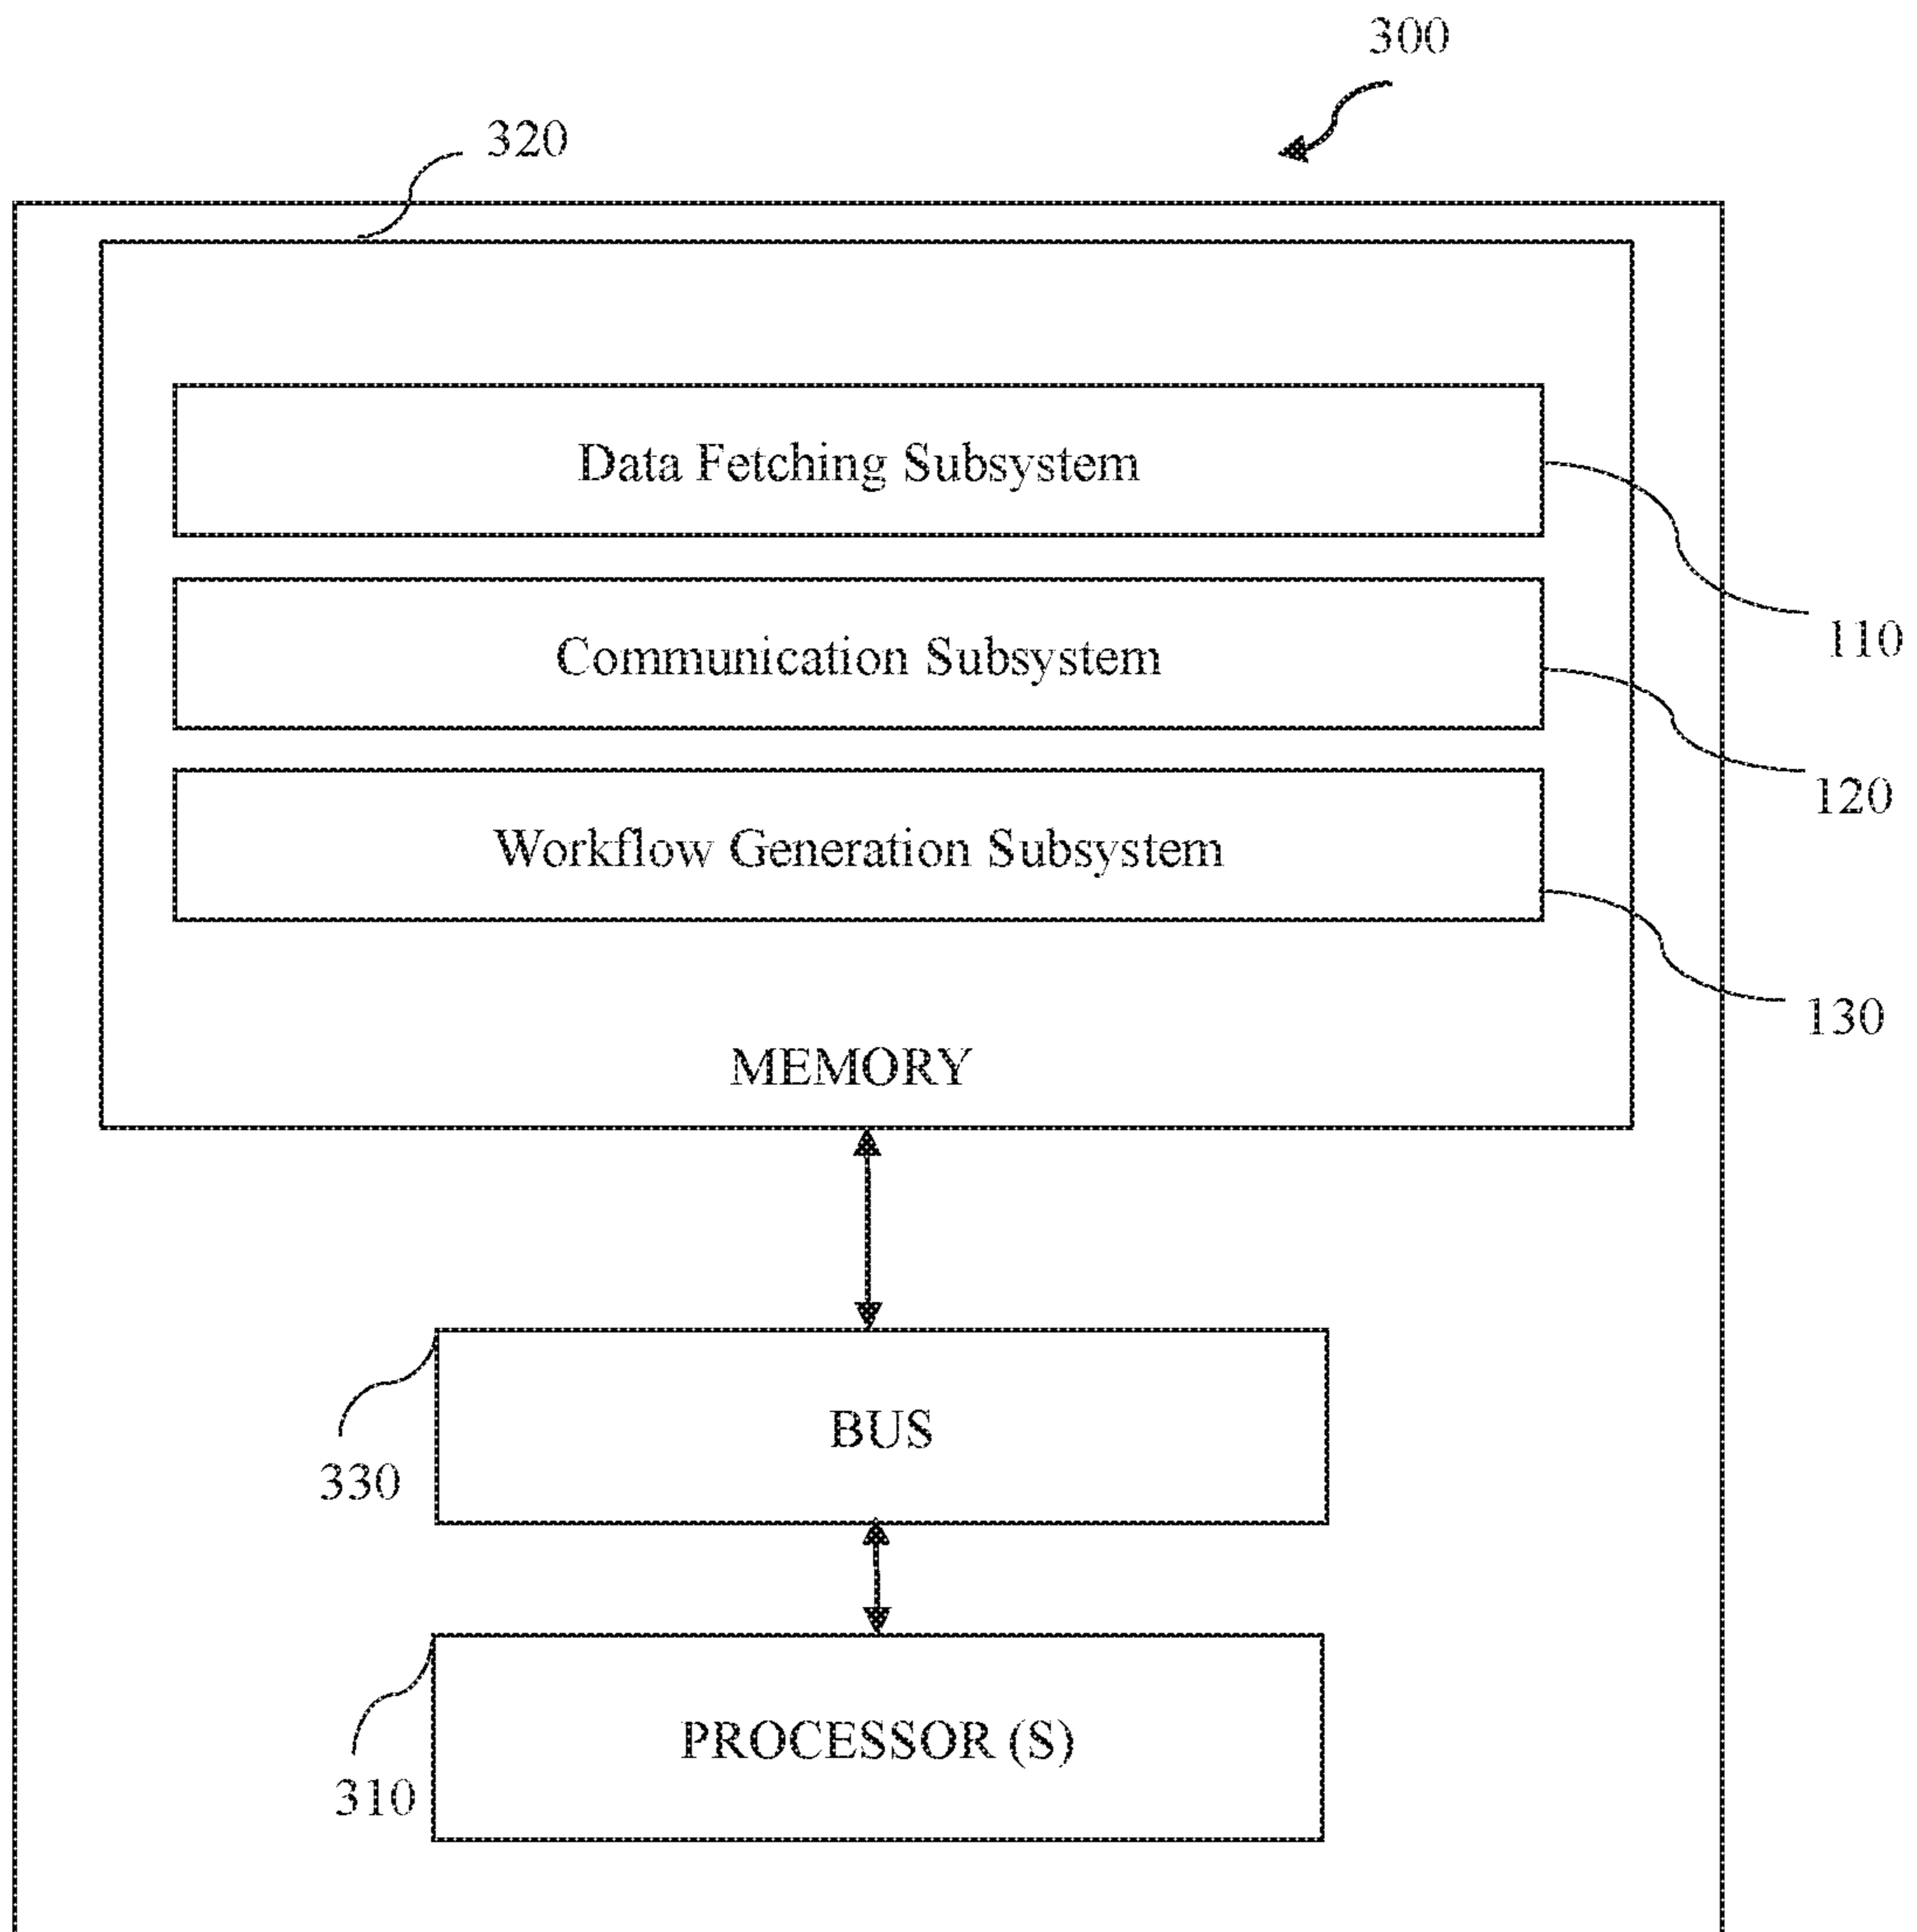 300
320
Data Fetching Subsystem
110
Communication Subsystem
120
Workflow Generation Subsystem
130
MEMORY
BUS
330
PROCESSOR (S)
310